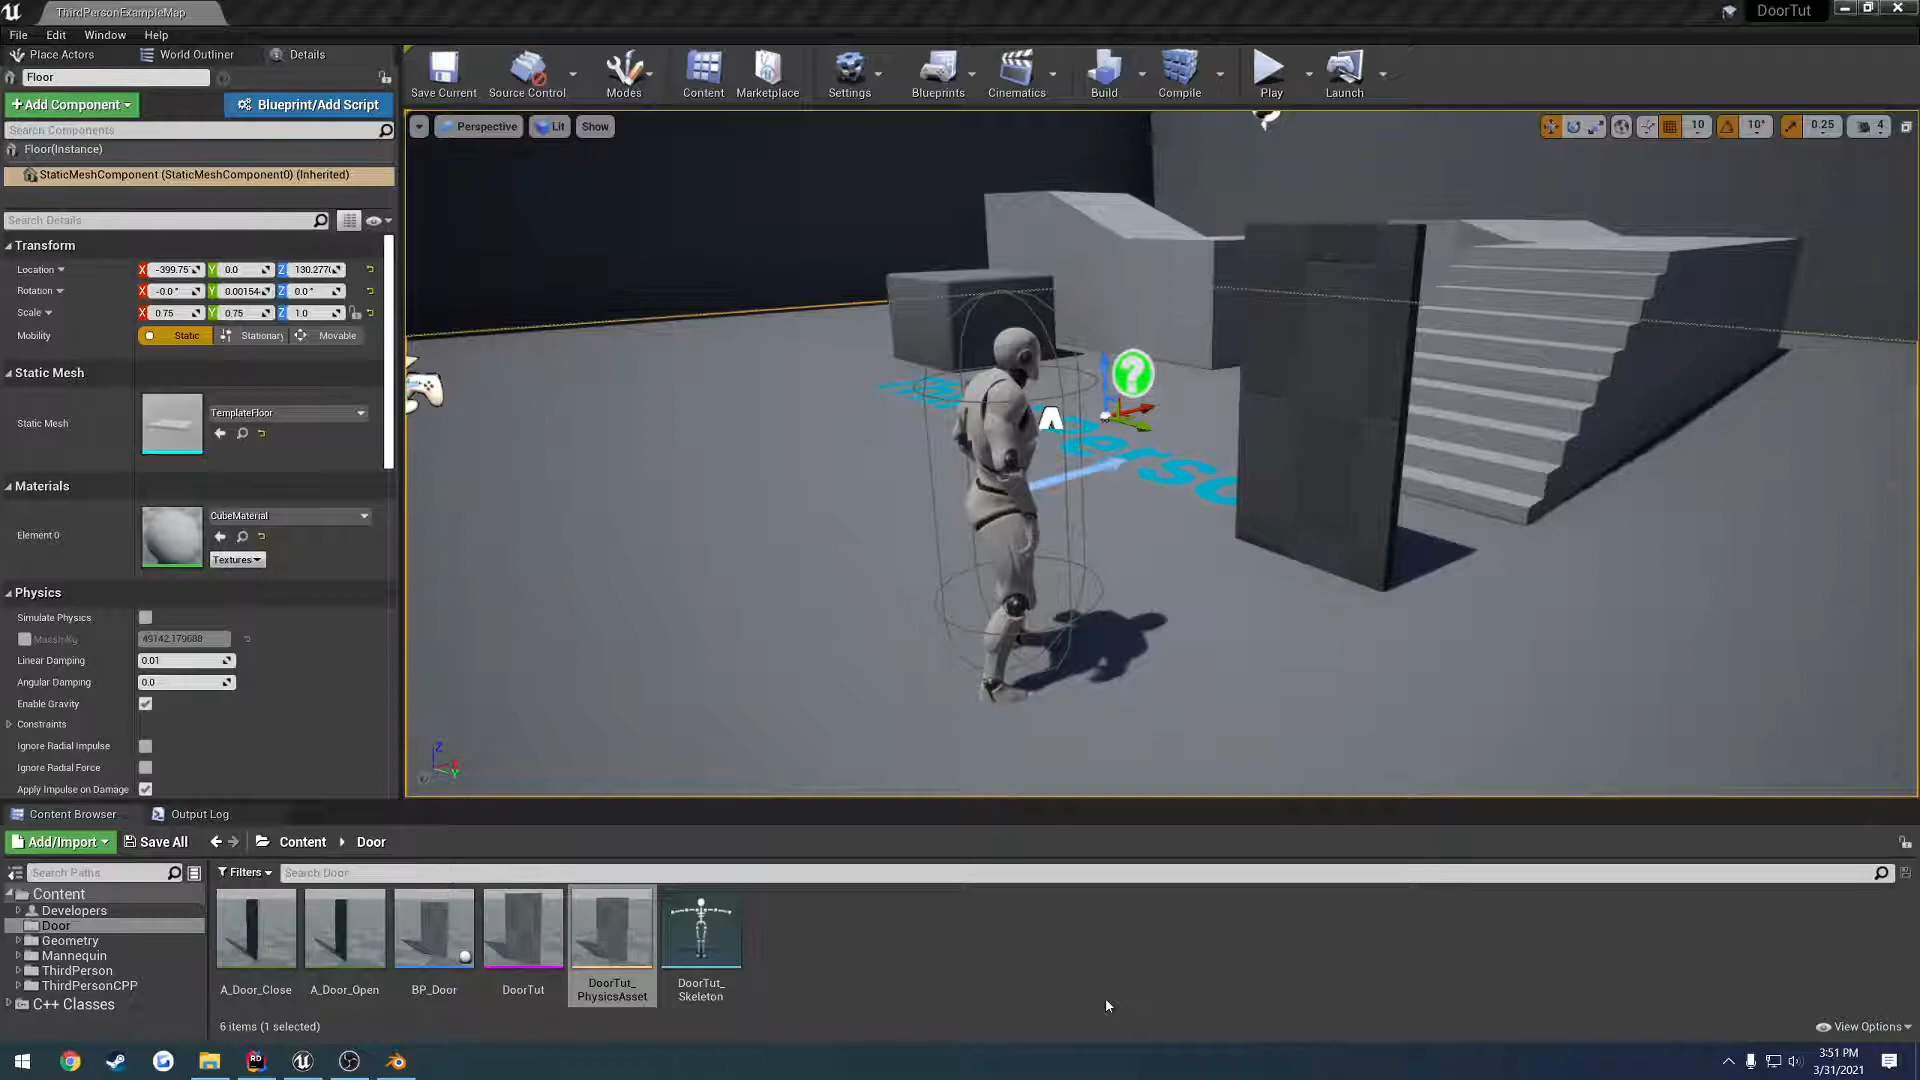 ThirdPersonExampleMap
DoorTut
File Edit Window Help
Place Actors World Outliner Details
Floor
Add Component Blueprint/Add Script
Search Components
Floor(Instance)
StaticMeshComponent (StaticMeshComponent0) (Inherited)
Search Details
Transform
Location X -399.75 Y 0.0 Z 130.277
Rotation X -0.0 ° Y 0.00154 Z 0.0 °
Scale X 0.75 Y 0.75 Z 1.0
Mobility Static Stationary Movable
Static Mesh
Static Mesh TemplateFloor
Materials
Element 0 CubeMaterial
Textures
Physics
Simulate Physics
MassInKg 49142.179688
Linear Damping 0.01
Angular Damping 0.0
Enable Gravity
Constraints
Ignore Radial Impulse
Ignore Radial Force
Apply Impulse on Damage
Save Current Source Control Modes Content Marketplace Settings Blueprints Cinematics Build Compile Play Launch
Perspective Lit Show
10 10° 0.25 4
Z X Y
Content Browser Output Log
Add/Import Save All Content Door
Search Paths Filters Search Door
Content
Developers
Door
Geometry
Mannequin
ThirdPerson
ThirdPersonCPP
C++ Classes
A_Door_Close A_Door_Open BP_Door DoorTut DoorTut_PhysicsAsset DoorTut_Skeleton
6 items (1 selected)
View Options
3:51 PM
3/31/2021